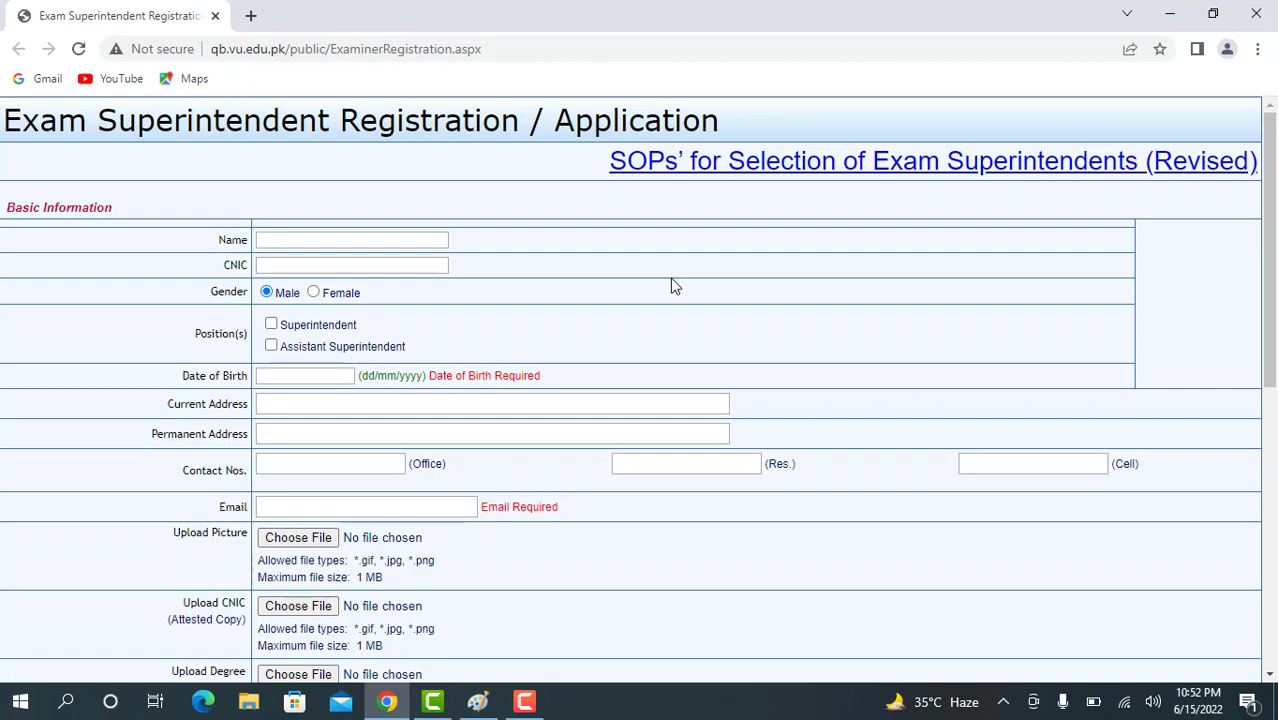 Exam Superintendent Registratio
Not secure
qb.vu.edu.pk/public/ExaminerRegistration.aspx
Gmail YouTube Maps
Exam Superintendent Registration / Application
SOPs’ for Selection of Exam Superintendents (Revised)
Basic Information
Name
CNIC
Gender Male Female
Position(s)
Superintendent
Assistant Superintendent
Date of Birth (dd/mm/yyyy) Date of Birth Required
Current Address
Permanent Address
Contact Nos. (Office) (Res.) (Cell)
Email Email Required
Upload Picture
Choose File No file chosen
Allowed file types: *.gif, *.jpg, *.png
Maximum file size: 1 MB
Upload CNIC
(Attested Copy)
Choose File No file chosen
Allowed file types: *.gif, *.jpg, *.png
Maximum file size: 1 MB
Upload Degree
Choose File No file chosen
35°C Haze
10:52 PM
6/15/2022
1